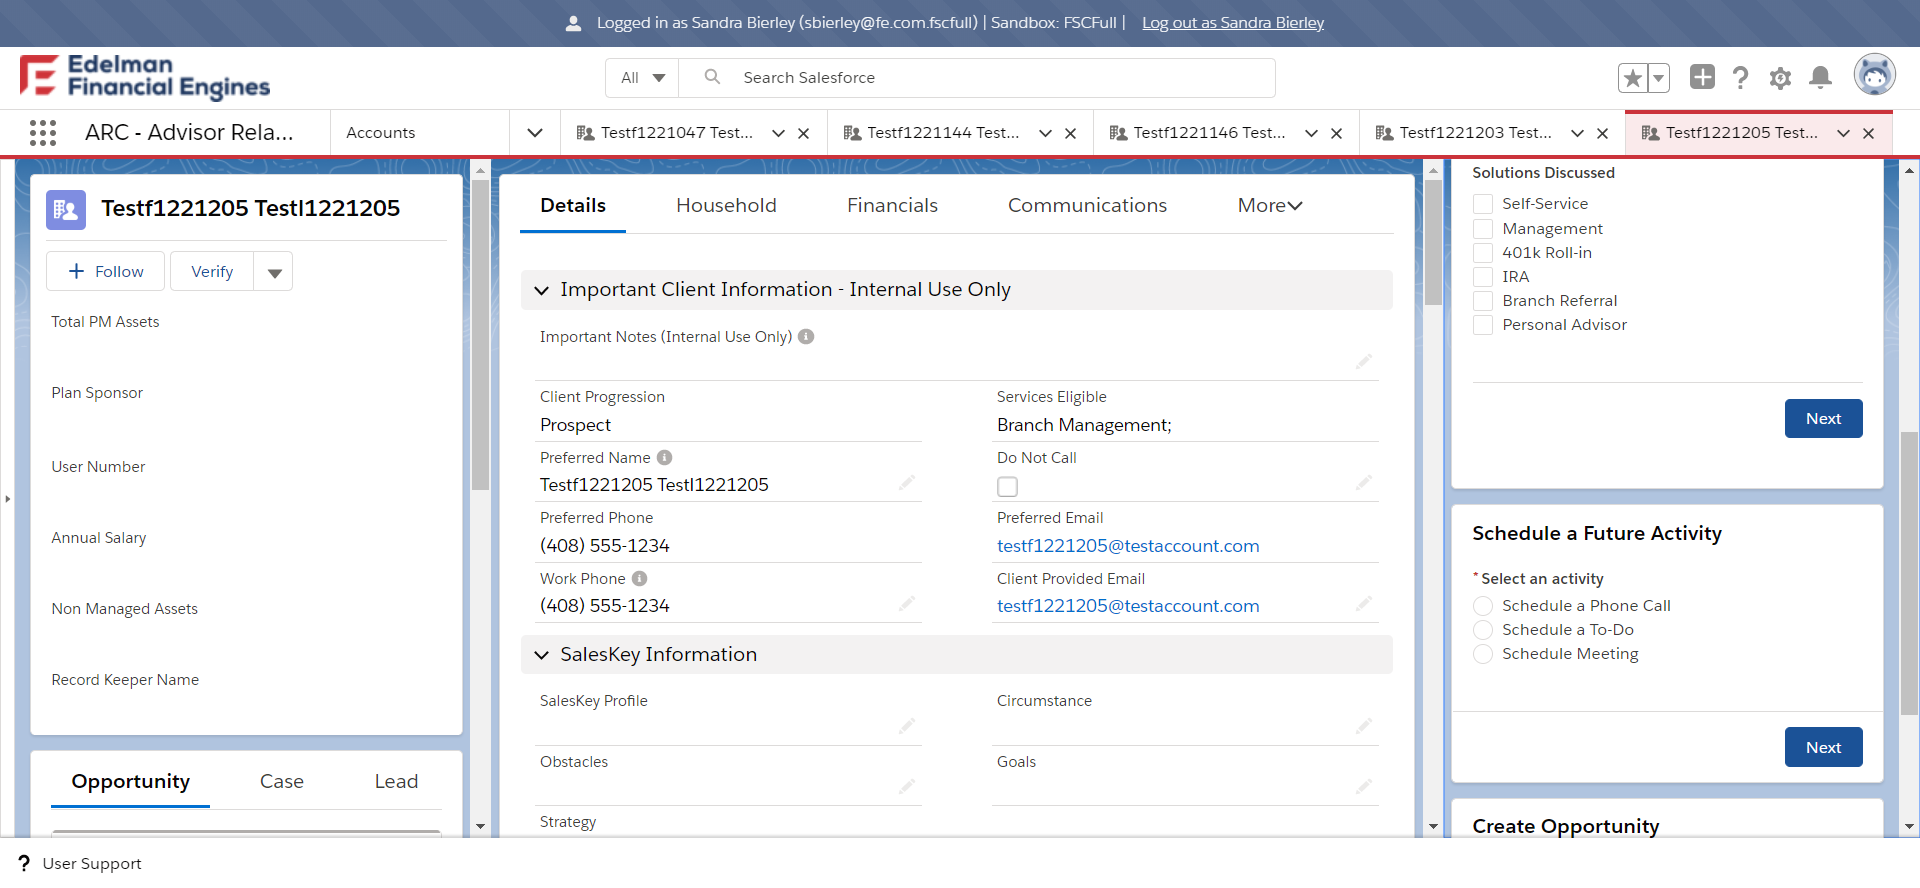 Logged in as Sandra Bierley (sbierley@fe.com.fscfull) | Sandbox: FSCFull | Log out as Sandra Bierley
Edelman
Financial Engines
All
Search Salesforce
ARC - Advisor Rela...
Accounts
Testf1221047 Test...
Testf1221144 Test...
Testf1221146 Test...
Testf1221203 Test...
Testf1221205 Test...
Testf1221205 Testl1221205
Follow
Verify
Total PM Assets
Plan Sponsor
User Number
Annual Salary
Non Managed Assets
Record Keeper Name
Opportunity
Case
Lead
Details
Household
Financials
Communications
More
Important Client Information - Internal Use Only
Important Notes (Internal Use Only)
Client Progression
Prospect
Services Eligible
Branch Management;
Preferred Name
Testf1221205 Testl1221205
Do Not Call
Preferred Phone
(408) 555-1234
Preferred Email
testf1221205@testaccount.com
Work Phone
(408) 555-1234
Client Provided Email
testf1221205@testaccount.com
SalesKey Information
SalesKey Profile
Circumstance
Obstacles
Goals
Strategy
Solutions Discussed
Self-Service
Management
401k Roll-in
IRA
Branch Referral
Personal Advisor
Next
Schedule a Future Activity
*Select an activity
Schedule a Phone Call
Schedule a To-Do
Schedule Meeting
Next
Create Opportunity
? User Support